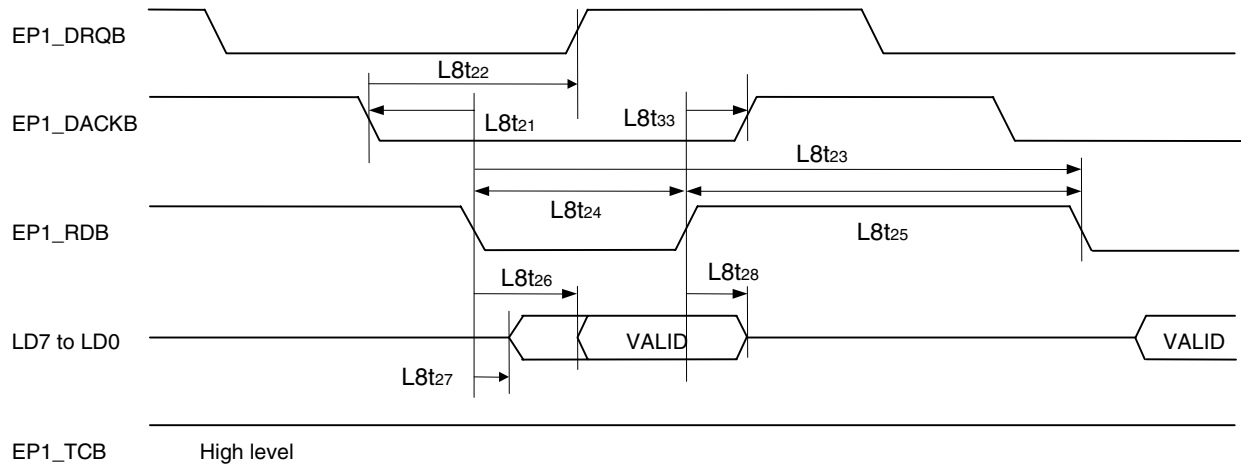 EP1_DRQB
L8t22
EP1_DACKB
L8t21
L8t33
L8t23
L8t24
EP1_RDB
L8t25
L8t26
L8t28
LD7 to LD0
VALID
VALID
L8t27
EP1_TCB
High level